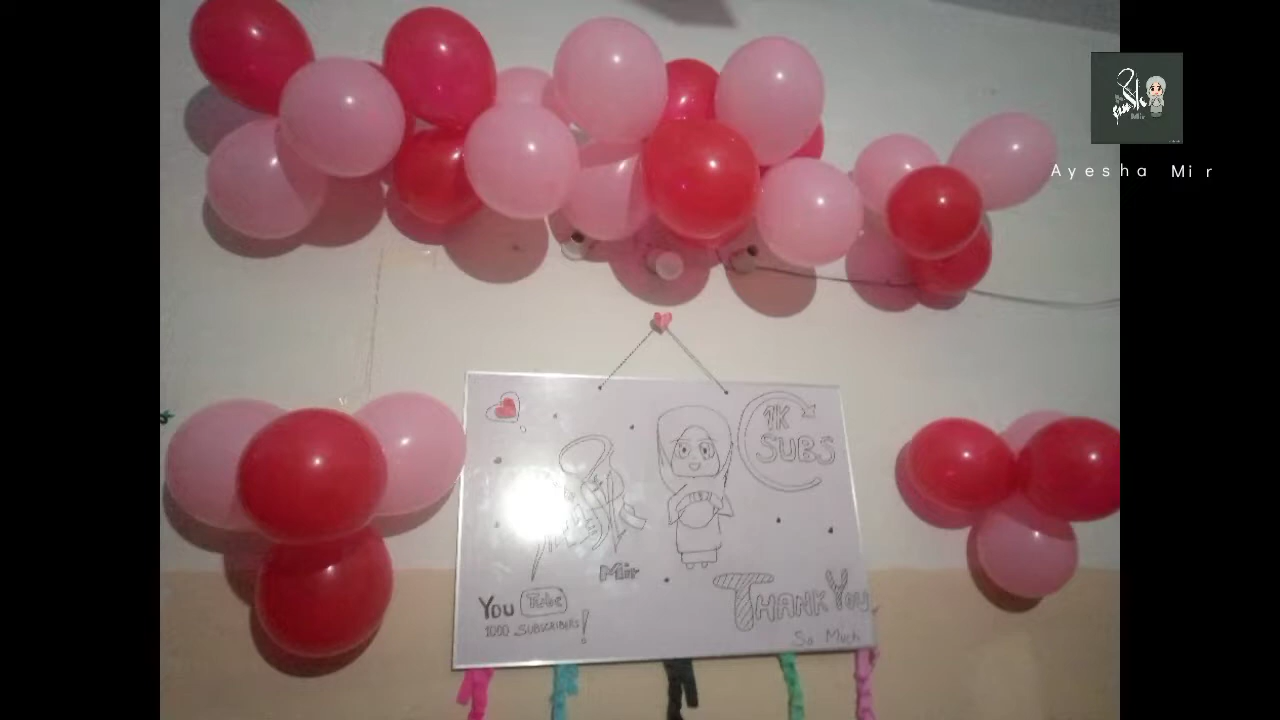 Ayesha Mir
1K
SUBS
Mir
You Tube
1000 SUBSCRIBERS!
THANK YOU
So Much